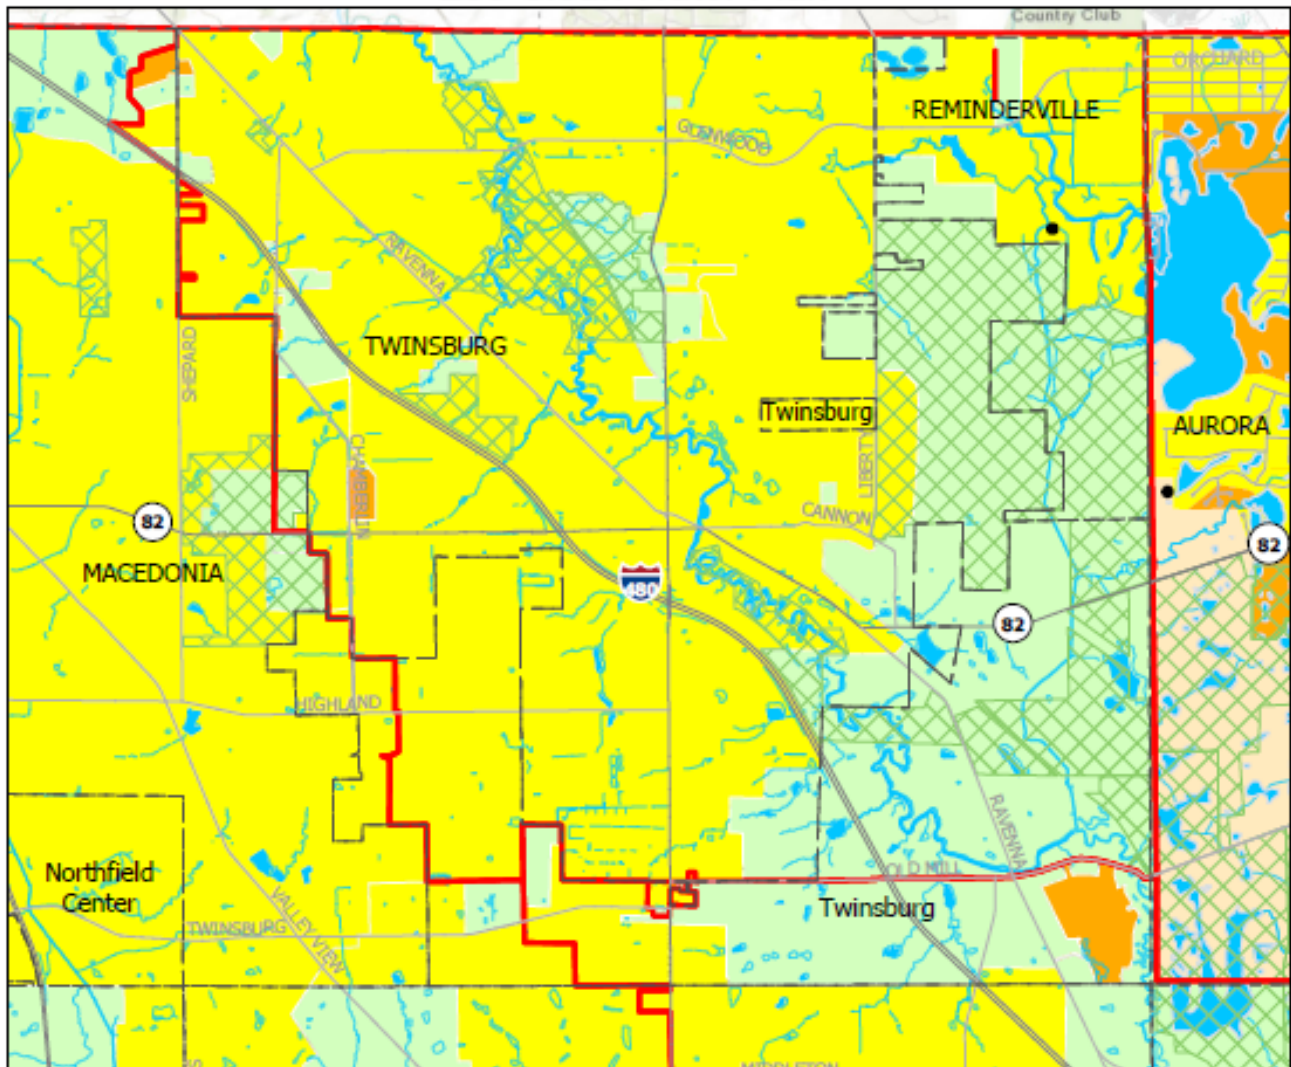 Country Club
ORCHARD
REMINDERVILLE
GLENWOOD
RAVENNA
TWINSBURG
SHEPARD
Twinsburg
AURORA
LIBERTY
CHAMBERLIN
CANNON
82
82
MACEDONIA
480
82
HIGHLAND
RAVENNA
OLD MILL
Northfield
Center
VALLEY VIEW
TWINSBURG
Twinsburg
MIDDLETON